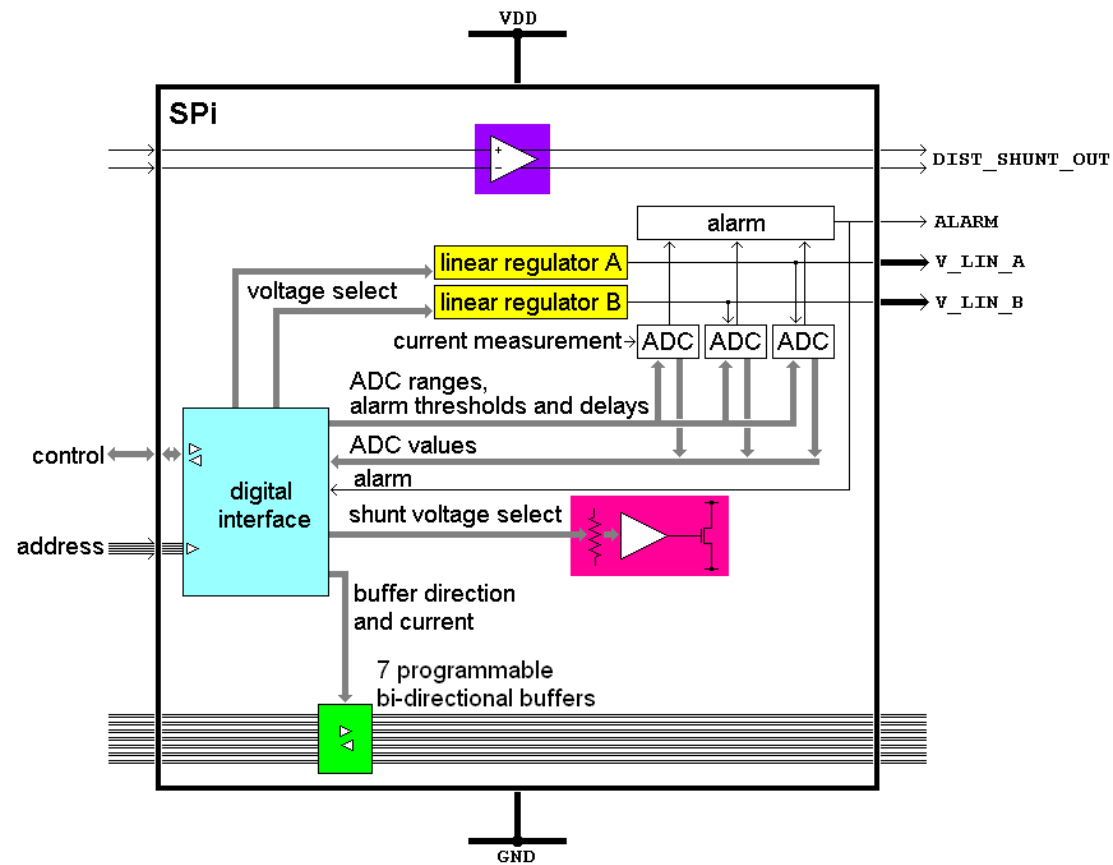 VDD
SPi
+
−
DIST_SHUNT_OUT
alarm
ALARM
linear regulator A
V_LIN_A
voltage select
linear regulator B
V_LIN_B
current measurement
ADC
ADC
ADC
ADC ranges,
alarm thresholds and delays
control
ADC values
alarm
digital
interface
shunt voltage select
address
buffer direction
and current
7 programmable
bi-directional buffers
GND